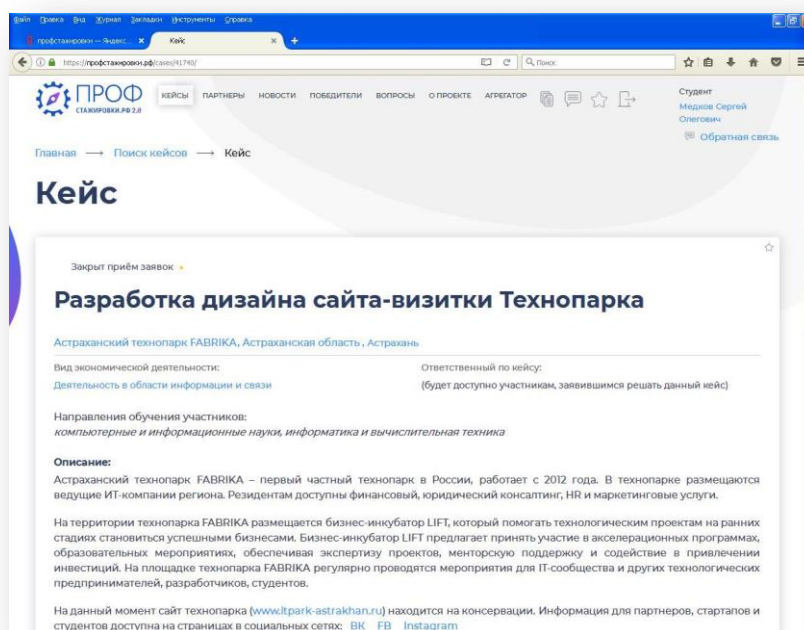 Файл Правка Вид Журнал Закладки Инструменты Справка
профстажировки — Яндекс...
Кейс
https://профстажировки.рф/cases/41740/
Поиск
ПРОФ
СТАЖИРОВКИ.РФ 2.0
КЕЙСЫ ПАРТНЕРЫ НОВОСТИ ПОБЕДИТЕЛИ ВОПРОСЫ О ПРОЕКТЕ АГРЕГАТОР
Студент
Медков Сергей
Олегович
Обратная связь
Главная → Поиск кейсов → Кейс
Кейс
Закрыт приём заявок
Разработка дизайна сайта-визитки Технопарка
Астраханский технопарк FABRIKA, Астраханская область , Астрахань
Вид экономической деятельности:
Деятельность в области информации и связи
Ответственный по кейсу:
(будет доступно участникам, заявившимся решать данный кейс)
Направления обучения участников:
компьютерные и информационные науки, информатика и вычислительная техника
Описание:
Астраханский технопарк FABRIKA – первый частный технопарк в России, работает с 2012 года. В технопарке размещаются
ведущие ИТ-компании региона. Резидентам доступны финансовый, юридический консалтинг, HR и маркетинговые услуги.
На территории технопарка FABRIKA размещается бизнес-инкубатор LIFT, который помогать технологическим проектам на ранних
стадиях становиться успешными бизнесами. Бизнес-инкубатор LIFT предлагает принять участие в акселерационных программах,
образовательных мероприятиях, обеспечивая экспертизу проектов, менторскую поддержку и содействие в привлечении
инвестиций. На площадке технопарка FABRIKA регулярно проводятся мероприятия для IT-сообщества и других технологических
предпринимателей, разработчиков, студентов.
На данный момент сайт технопарка (www.itpark-astrakhan.ru) находится на консервации. Информация для партнеров, стартапов и
студентов доступна на страницах в социальных сетях: ВК FB Instagram